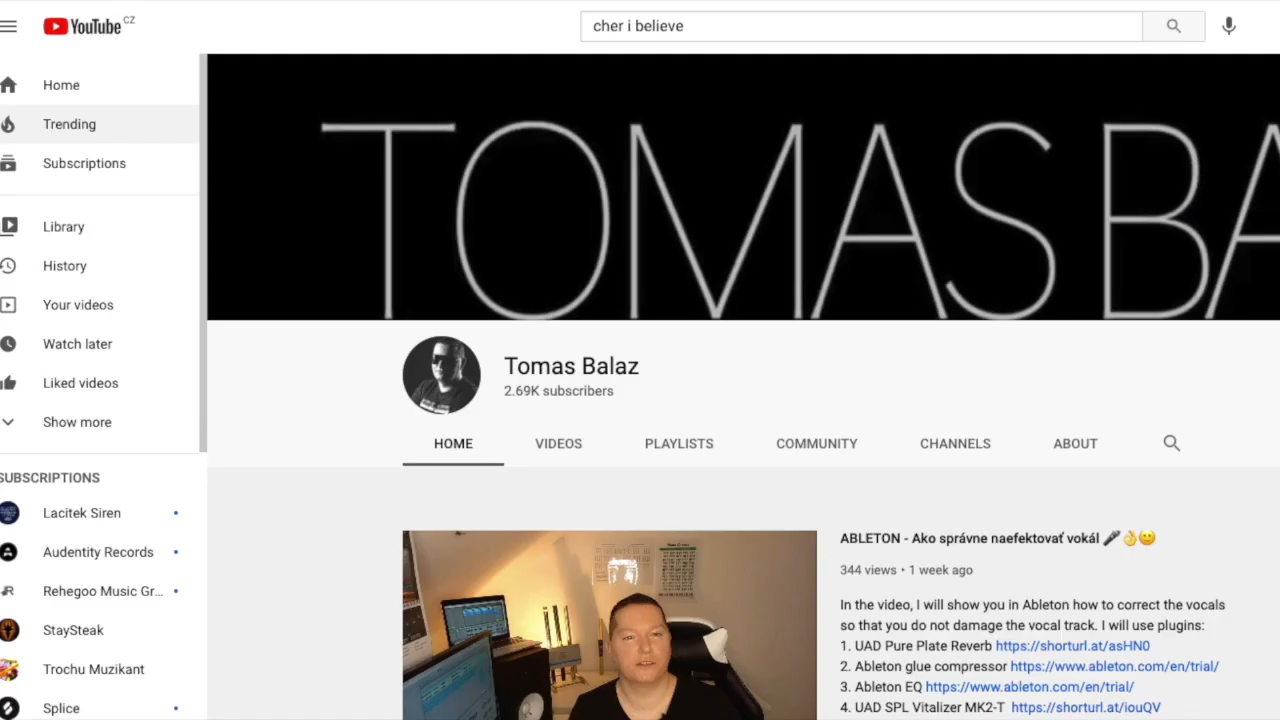 YouTube CZ
cher i believe
Home
Trending
Subscriptions
Library
History
Your videos
Watch later
Liked videos
Show more
SUBSCRIPTIONS
Lacitek Siren
Audentity Records
Rehegoo Music Gr...
StaySteak
Trochu Muzikant
Splice
TOMAS BA
Tomas Balaz
2.69K subscribers
HOME VIDEOS PLAYLISTS COMMUNITY CHANNELS ABOUT
ABLETON - Ako správne naefektovať vokál 🎤👌🙂
344 views • 1 week ago
In the video, I will show you in Ableton how to correct the vocals
so that you do not damage the vocal track. I will use plugins:
1. UAD Pure Plate Reverb https://shorturl.at/asHN0
2. Ableton glue compressor https://www.ableton.com/en/trial/
3. Ableton EQ https://www.ableton.com/en/trial/
4. UAD SPL Vitalizer MK2-T https://shorturl.at/iouQV